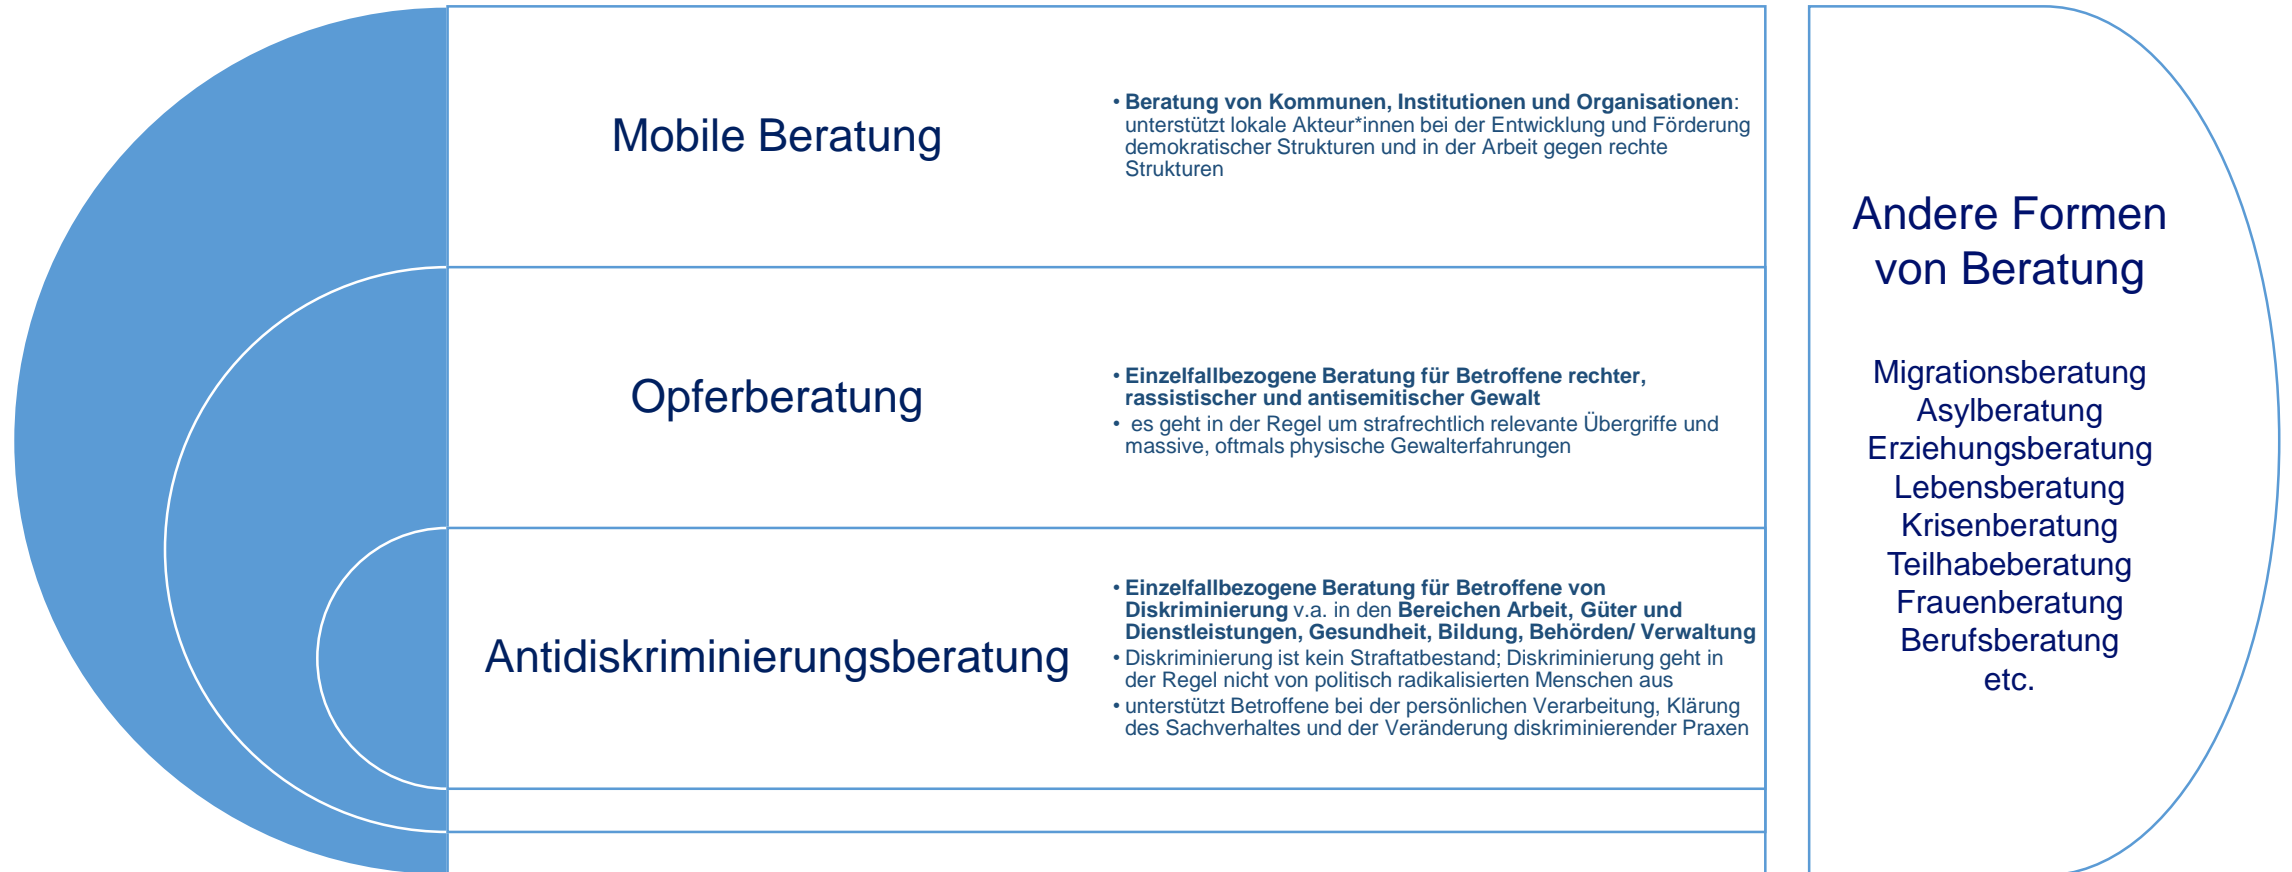 Mobile Beratung
• Beratung von Kommunen, Institutionen und Organisationen:
unterstützt lokale Akteur*innen bei der Entwicklung und Förderung
demokratischer Strukturen und in der Arbeit gegen rechte
Strukturen
Opferberatung
• Einzelfallbezogene Beratung für Betroffene rechter,
rassistischer und antisemitischer Gewalt
• es geht in der Regel um strafrechtlich relevante Übergriffe und
massive, oftmals physische Gewalterfahrungen
Antidiskriminierungsberatung
• Einzelfallbezogene Beratung für Betroffene von
Diskriminierung v.a. in den Bereichen Arbeit, Güter und
Dienstleistungen, Gesundheit, Bildung, Behörden/ Verwaltung
• Diskriminierung ist kein Straftatbestand; Diskriminierung geht in
der Regel nicht von politisch radikalisierten Menschen aus
• unterstützt Betroffene bei der persönlichen Verarbeitung, Klärung
des Sachverhaltes und der Veränderung diskriminierender Praxen
Andere Formen
von Beratung
Migrationsberatung
Asylberatung
Erziehungsberatung
Lebensberatung
Krisenberatung
Teilhabeberatung
Frauenberatung
Berufsberatung
etc.